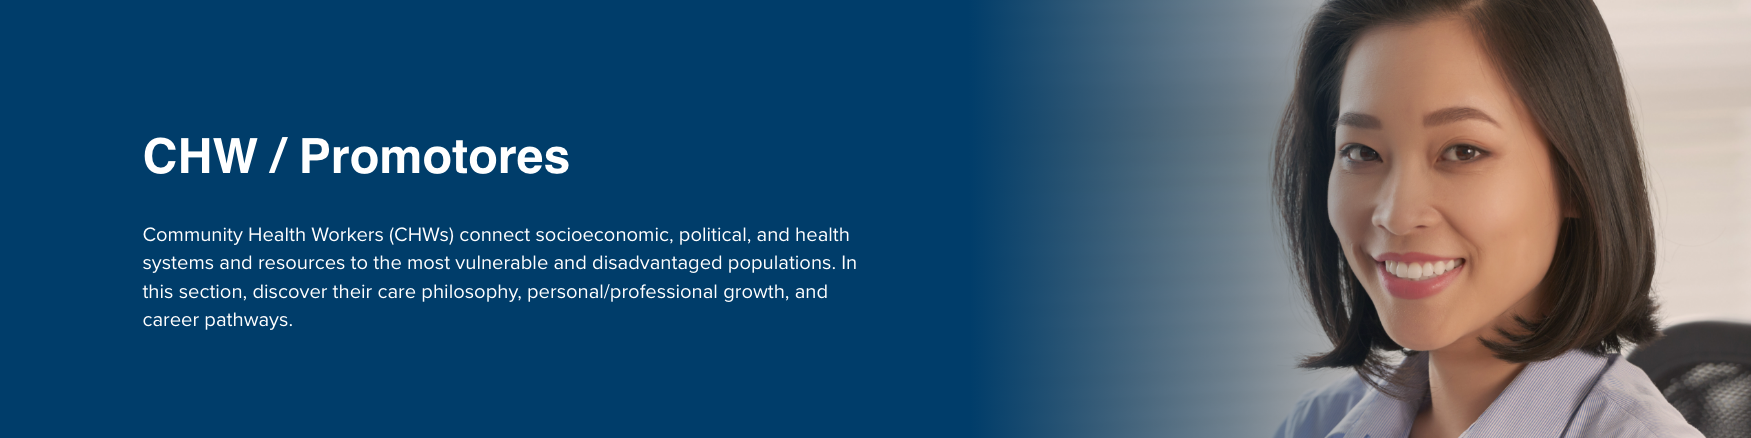 CHW / Promotores
Community Health Workers (CHWs) connect socioeconomic, political, and health
systems and resources to the most vulnerable and disadvantaged populations. In
this section, discover their care philosophy, personal/professional growth, and
career pathways.